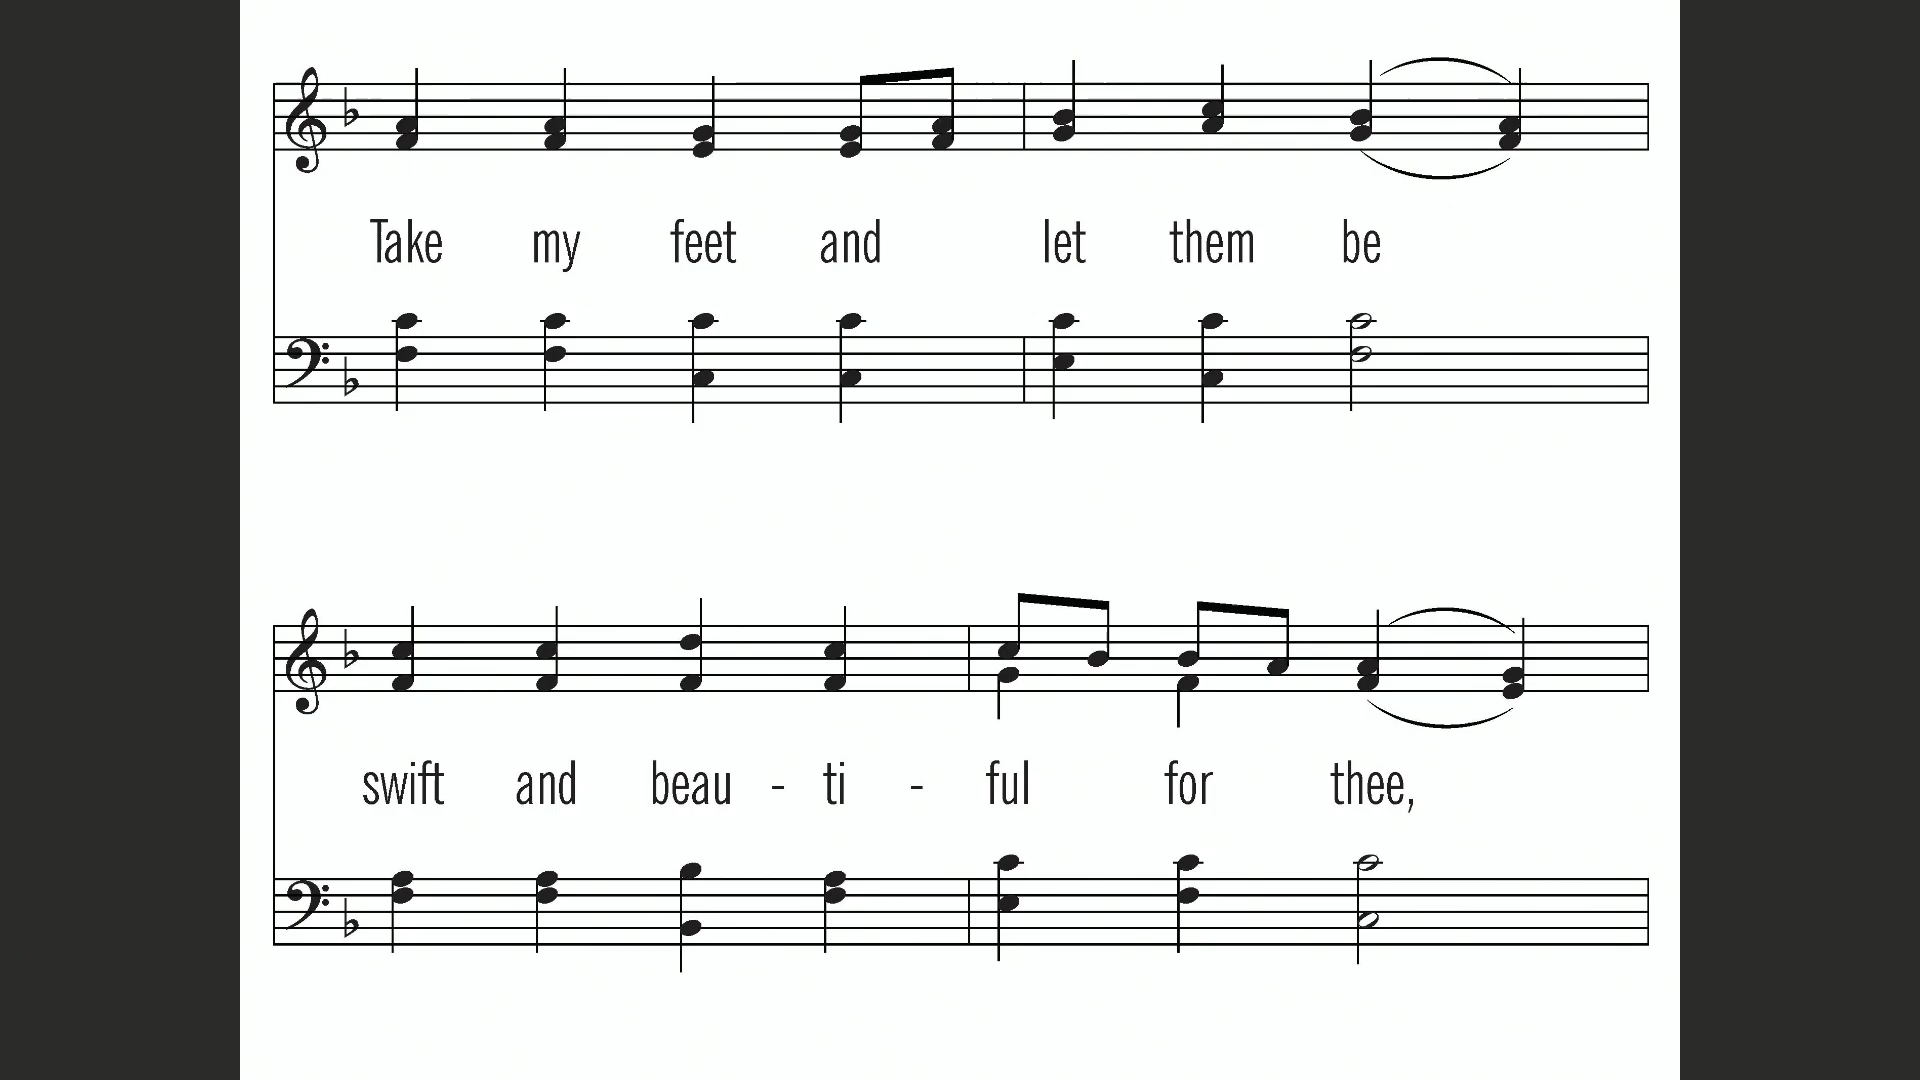 Take my feet and let them be
swift and beau - ti - ful for thee,